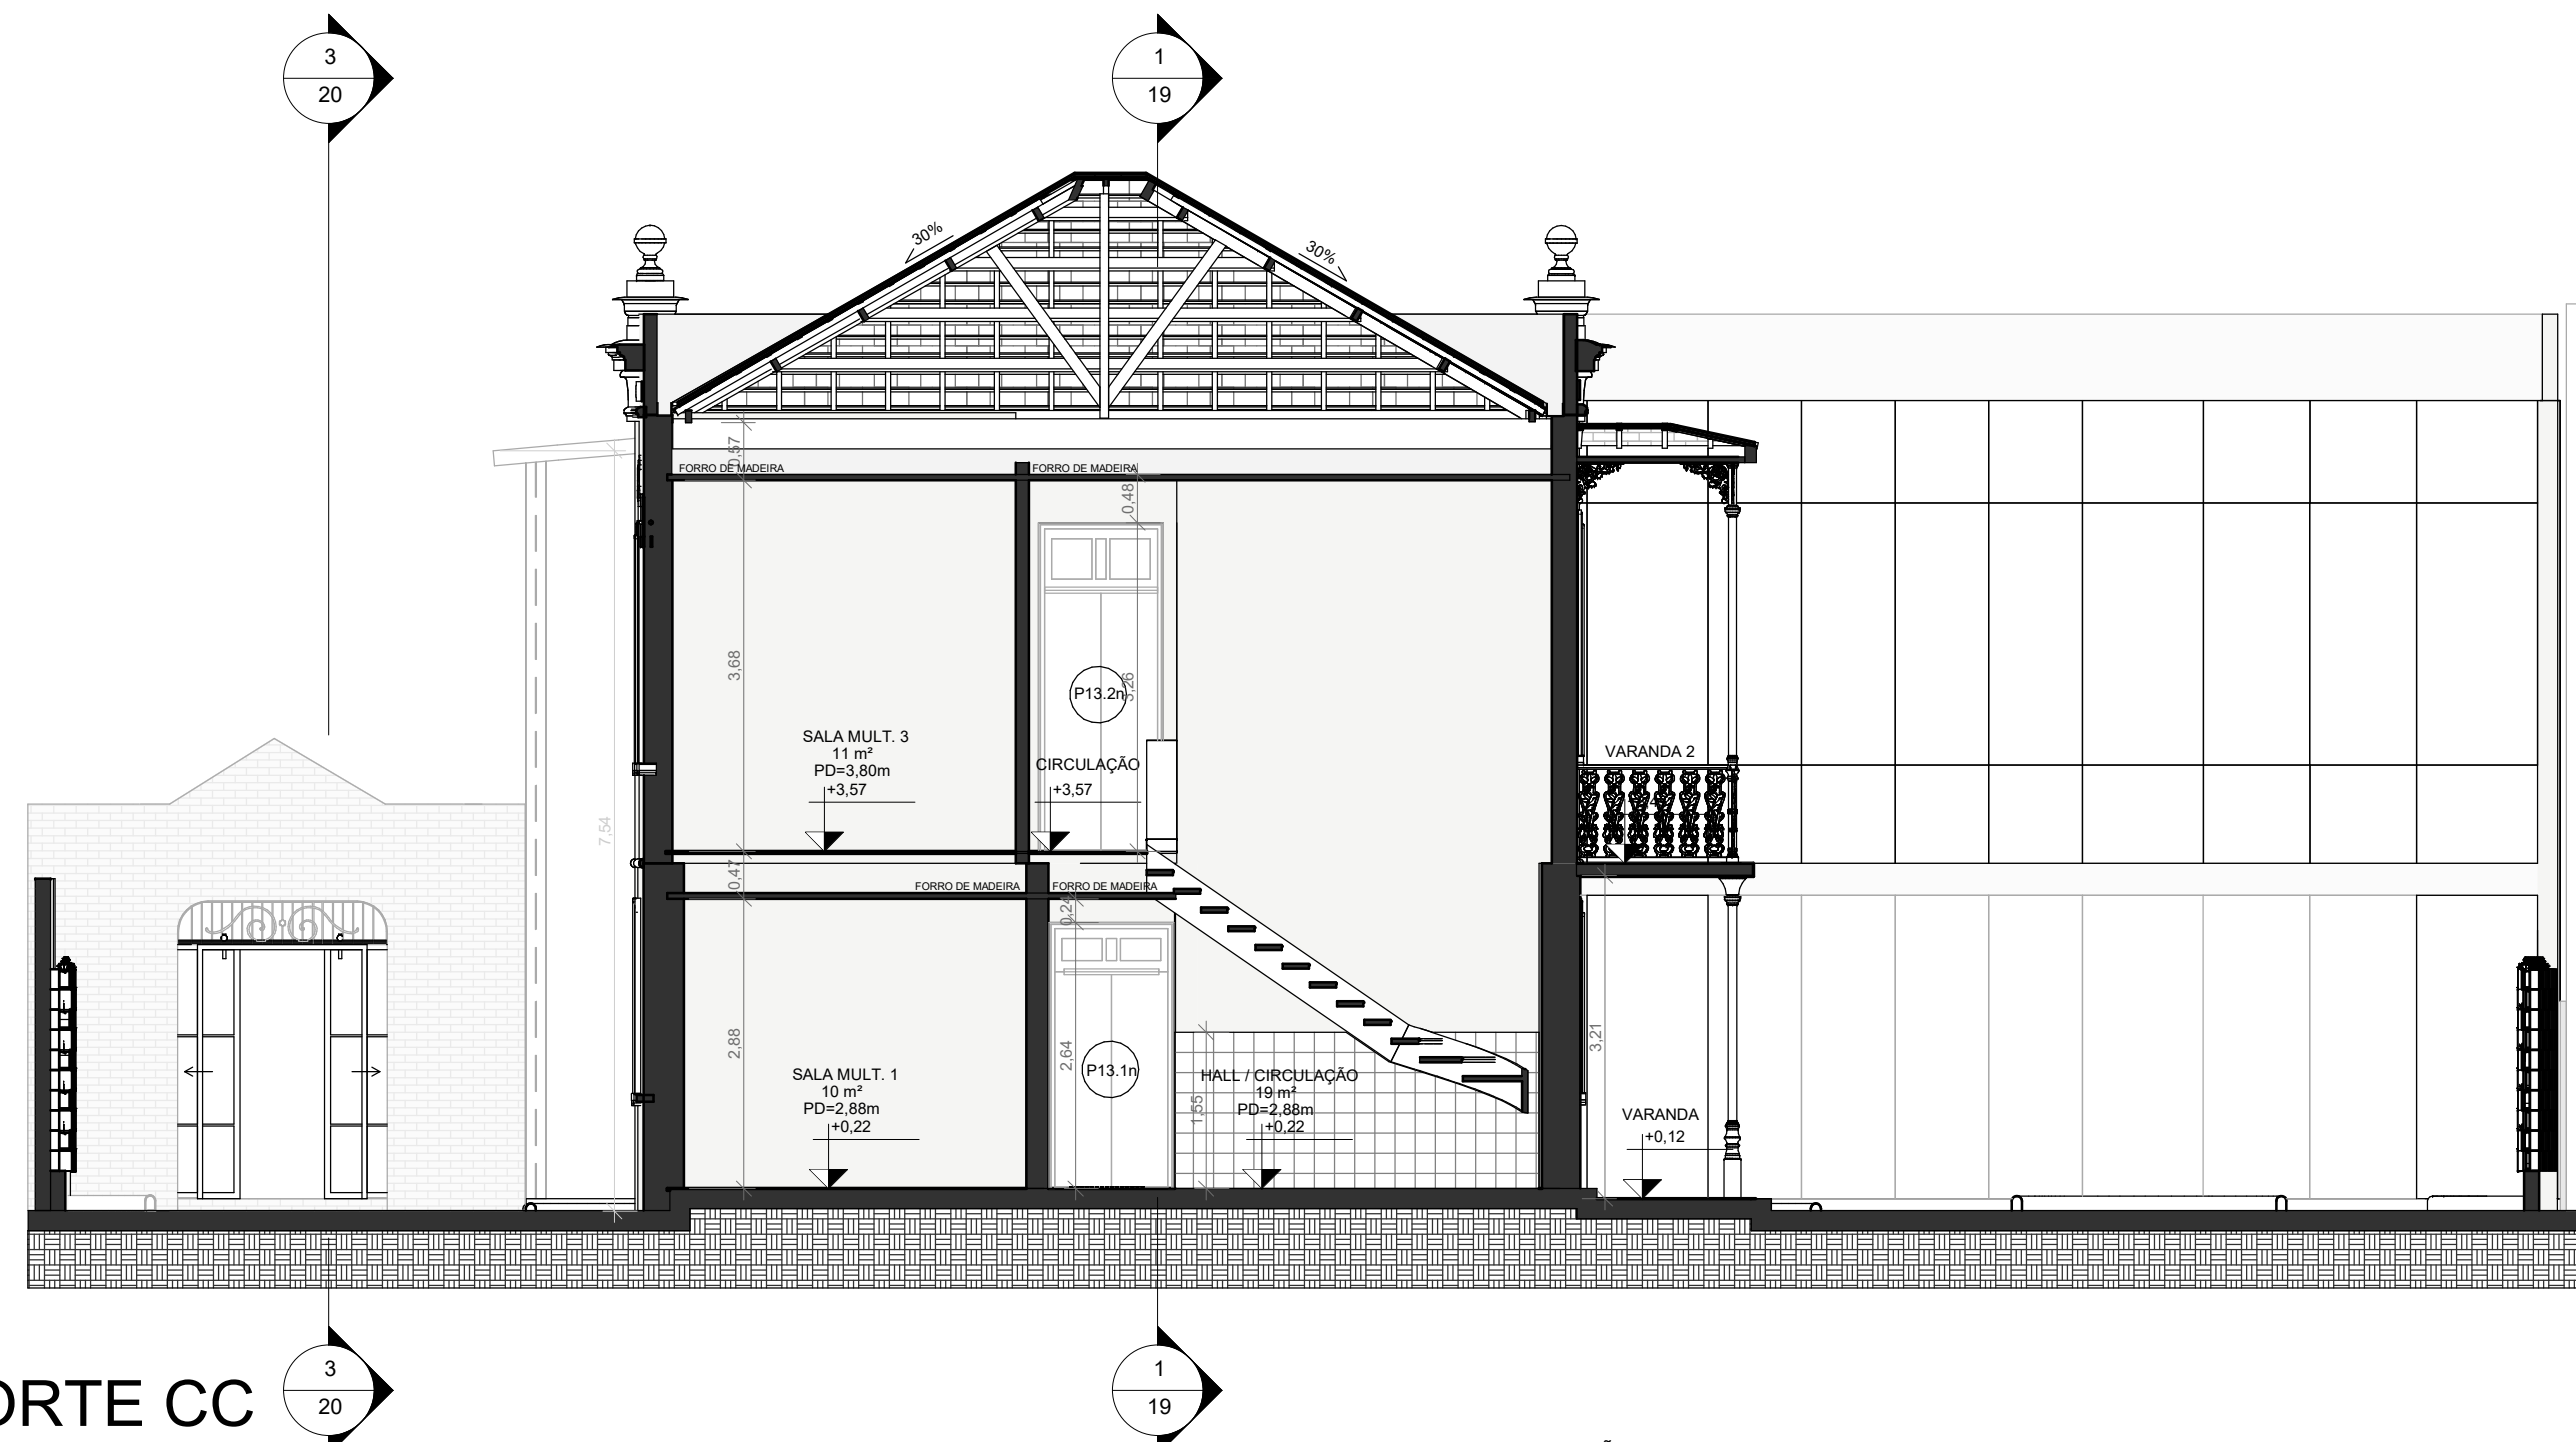 3
20
1
19
30%
30%
0,57
FORRO DE MADEIRA
FORRO DE MADEIRA
0,48
3,68
P13.2n
3,26
7,54
SALA MULT. 3
11 m²
PD=3,80m
+3,57
CIRCULAÇÃO
+3,57
VARANDA 2
0,47
FORRO DE MADEIRA
FORRO DE MADEIRA
0,24
2,88
2,64
P13.1n
SALA MULT. 1
10 m²
PD=2,88m
+0,22
1,55
HALL / CIRCULAÇÃO
19 m²
PD=2,88m
+0,22
3,21
VARANDA
+0,12
3
20
1
19
ORTE CC